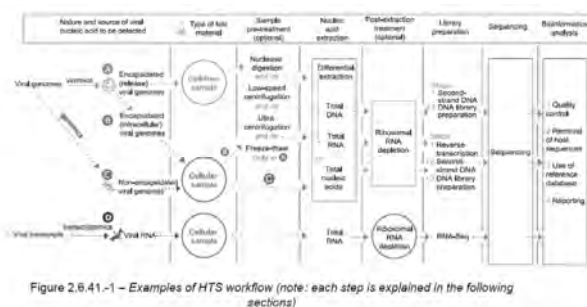 Nature and source of viral
nucleic acid to be detected
Type of
material
Sample
pre-treatment
(optional)
Nucleic
acid
extraction
Post-extraction
treatment
(optional)
Library
preparation
Sequencing
Bioinformatics
analysis
Viral genomes
A
Encapsidated
(release)
viral genomes
sample
Nuclease
digestion
Low-speed
centrifugation
Ultra
centrifugation
Freeze-thaw
Differential
extraction
Total
DNA
Total
RNA
Total
nucleic
acids
Ribosomal
RNA
depletion
Second-
strand DNA
DNA library
preparation
Reverse
transcription
Second-
strand DNA
DNA library
preparation
Sequencing
Quality
control
Removal
of host
sequences
Use of
reference
database
Reporting
Encapsidated
(intracellular)
viral genomes
Non-encapsidated
viral genomes
Cellular
sample
D
Viral transcripts
Viral RNA
Cellular
sample
Total
RNA
Ribosomal
RNA
depletion
RNA-Seq
Figure 2.6.41.-1 – Examples of HTS workflow (note: each step is explained in the following
sections)